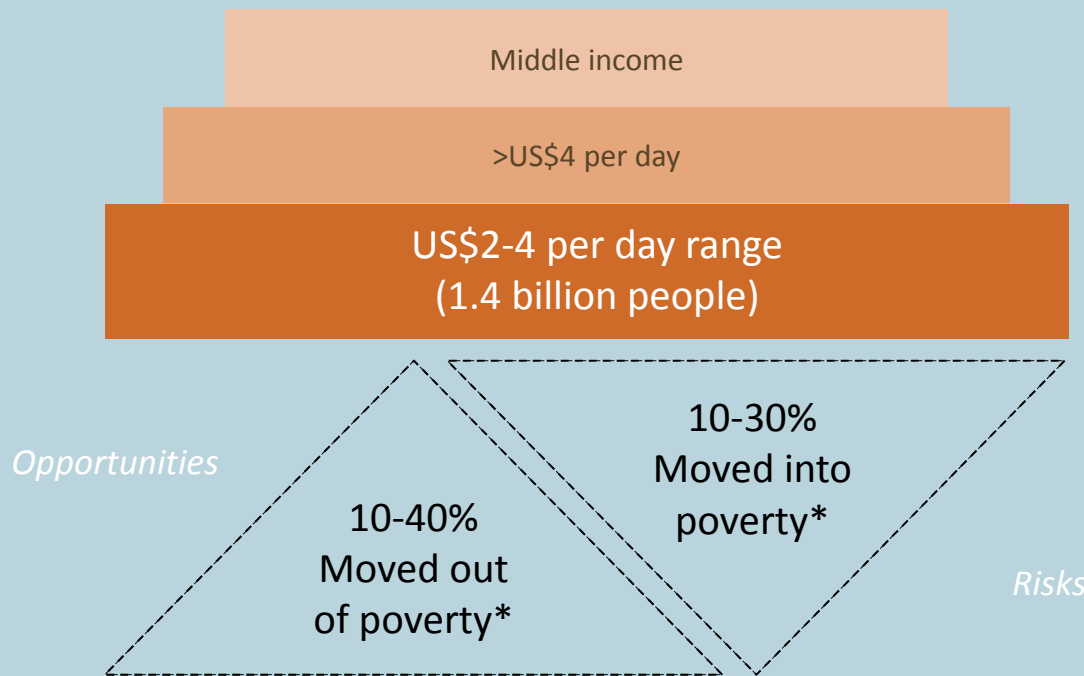 Middle income
>US$4 per day
US$2-4 per day range
(1.4 billion people)
Opportunities
10-40%
Moved out
of poverty*
10-30%
Moved into
poverty*
Risks